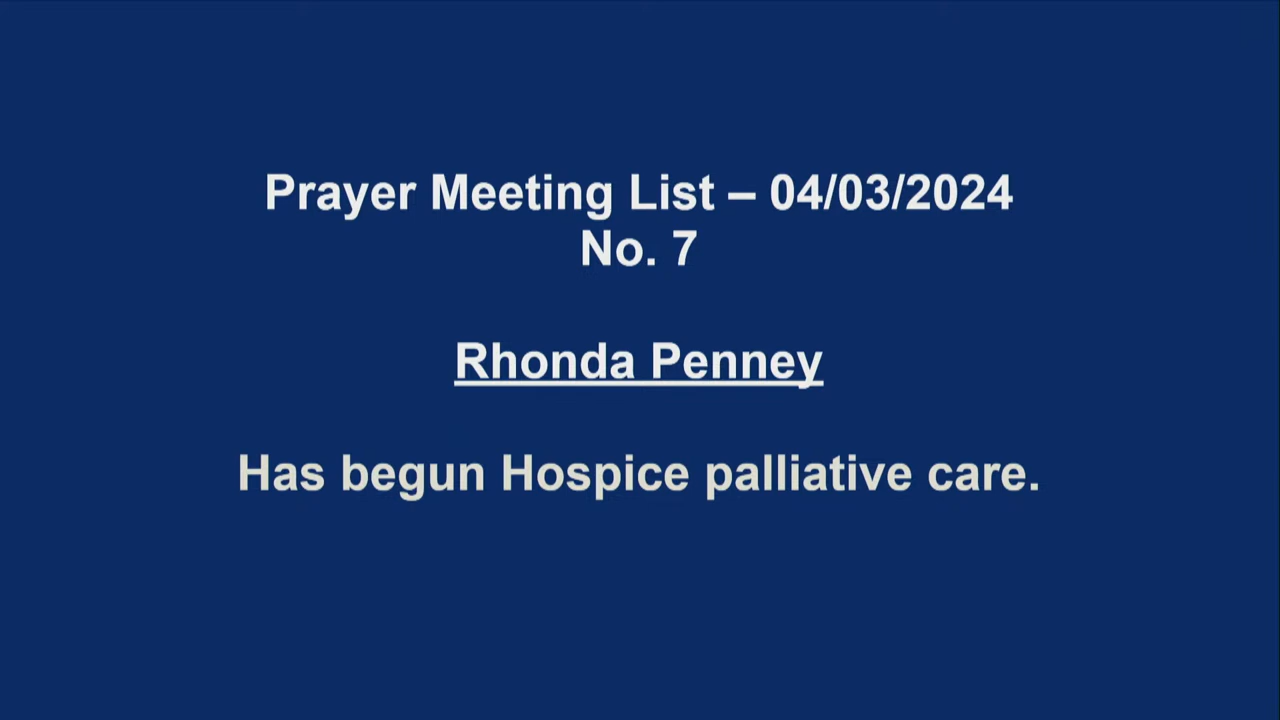 Prayer Meeting List – 04/03/2024
No. 7
Rhonda Penney
Has begun Hospice palliative care.